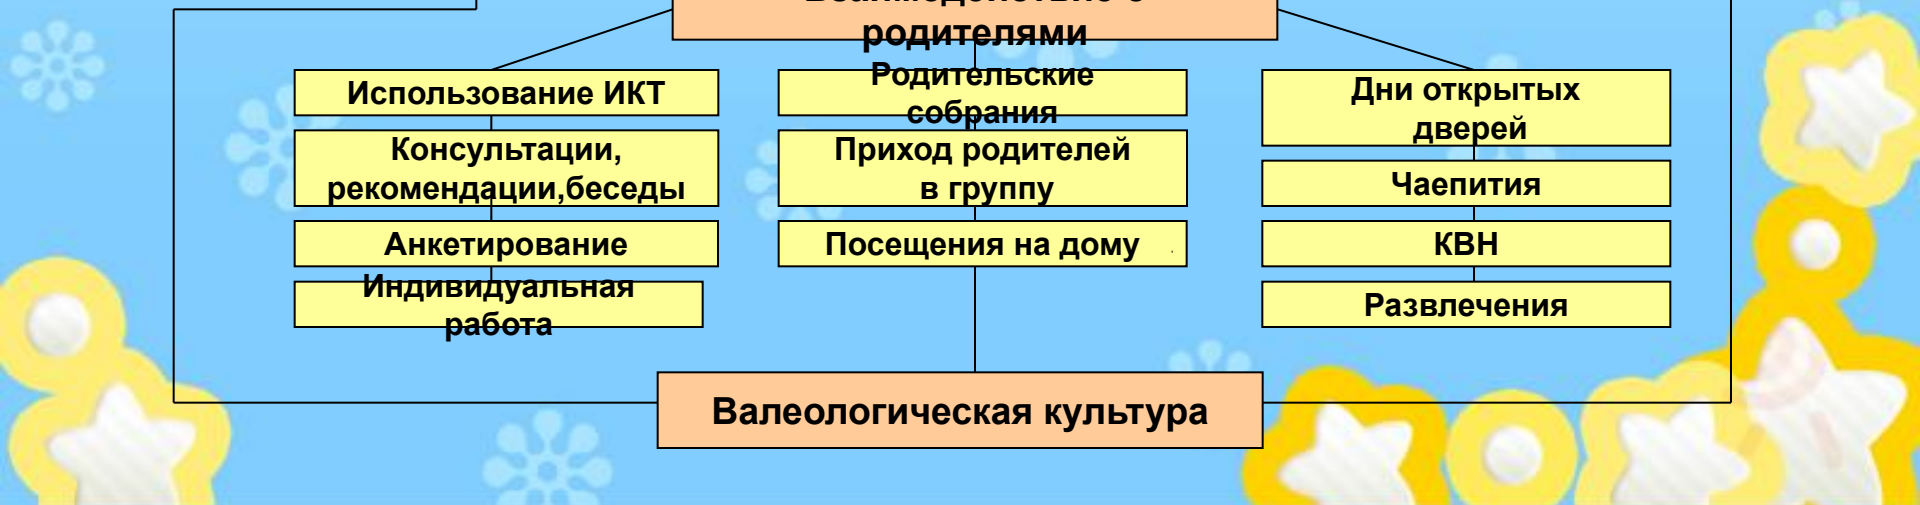 родителями
Использование ИКТ
Консультации,
рекомендации,беседы
Анкетирование
Индивидуальная
работа
Родительские
собрания
Приход родителей
в группу
Посещения на дому
Дни открытых
дверей
Чаепития
КВН
Развлечения
Валеологическая культура